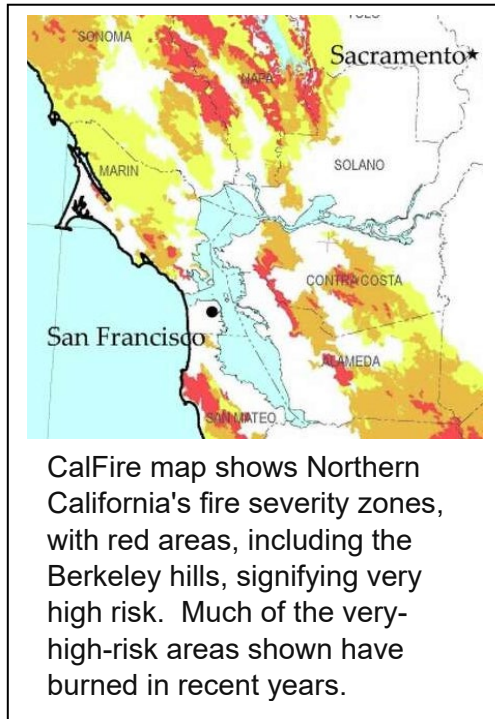 YOLO
SONOMA
Sacramento★
NAPA
SOLANO
MARIN
CONTRA COSTA
San Francisco
ALAMEDA
SAN MATEO
CalFire map shows Northern
California's fire severity zones,
with red areas, including the
Berkeley hills, signifying very
high risk.  Much of the very-
high-risk areas shown have
burned in recent years.